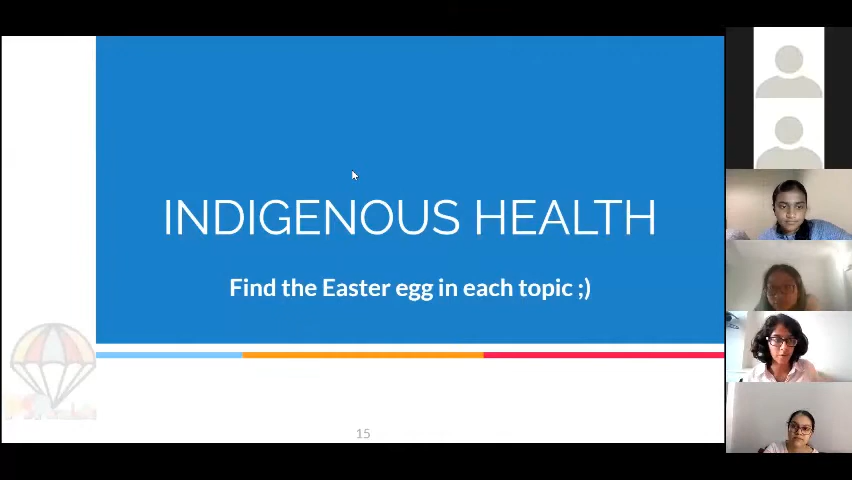 INDIGENOUS HEALTH
Find the Easter egg in each topic ;)
15